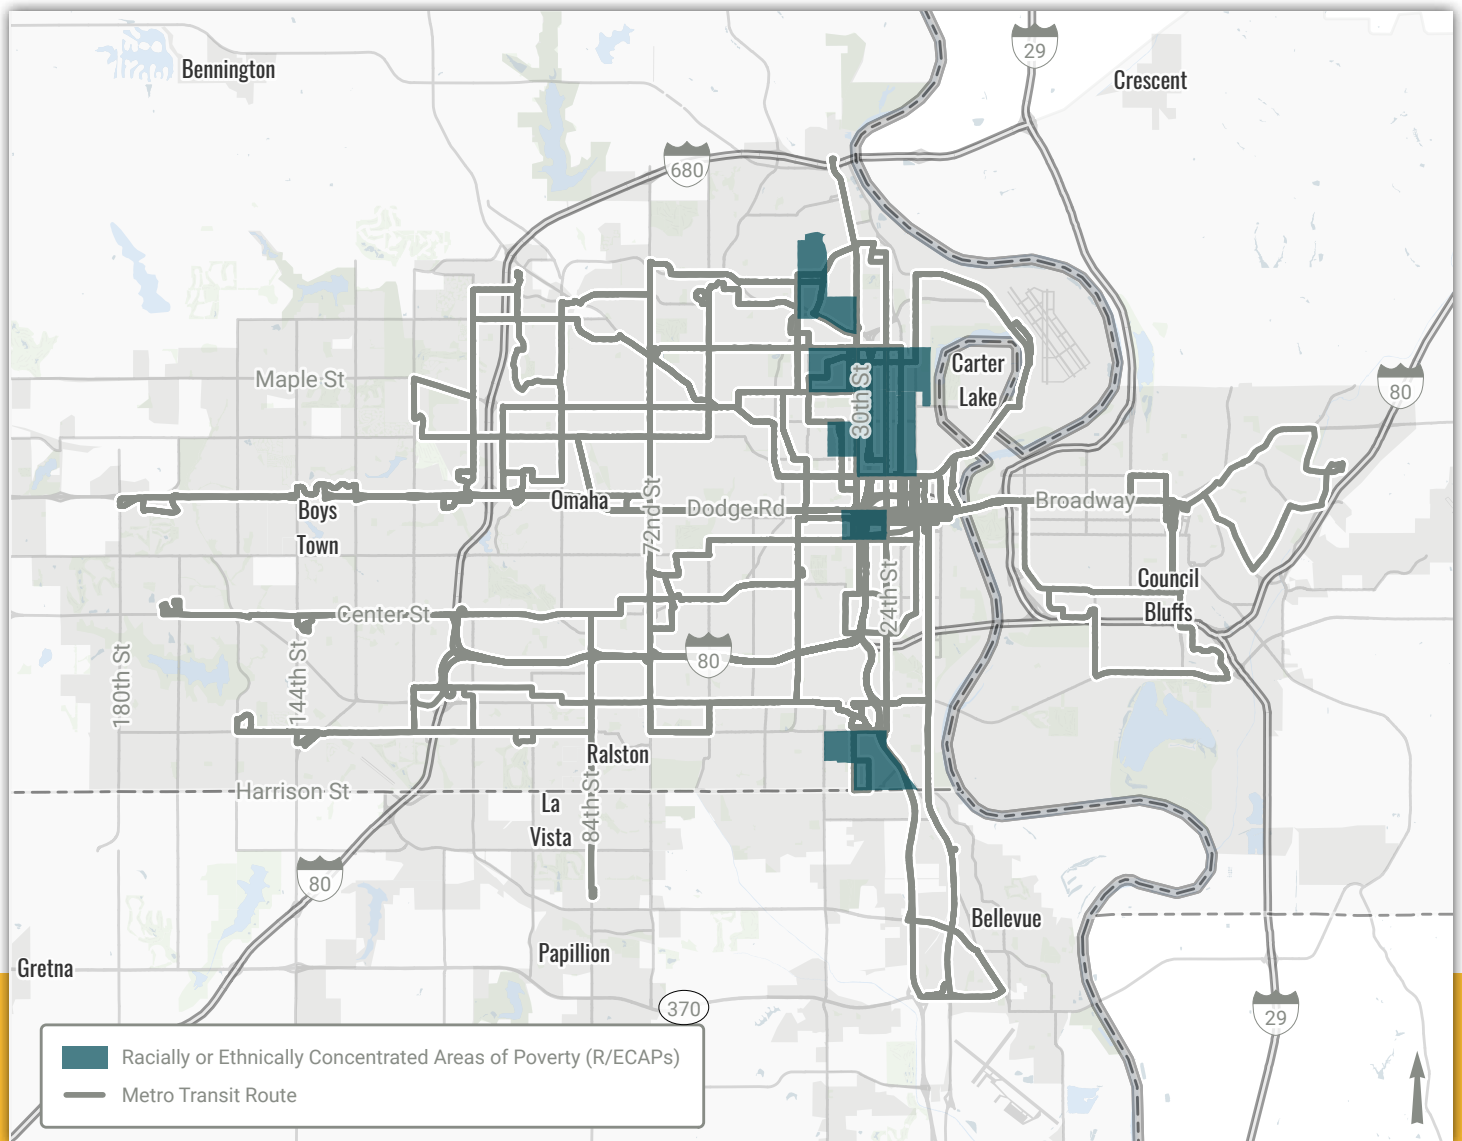 29
Bennington
Crescent
680
Carter
Lake
Maple St
30th St
80
Boys
Town
Omaha
72nd St
Dodge Rd
Broadway
Council
Bluffs
24th St
Center St
80
180th St
144th St
Ralston
Harrison St
La
Vista
84th St
80
Bellevue
Papillion
Gretna
370
29
Racially or Ethnically Concentrated Areas of Poverty (R/ECAPs)
Metro Transit Route